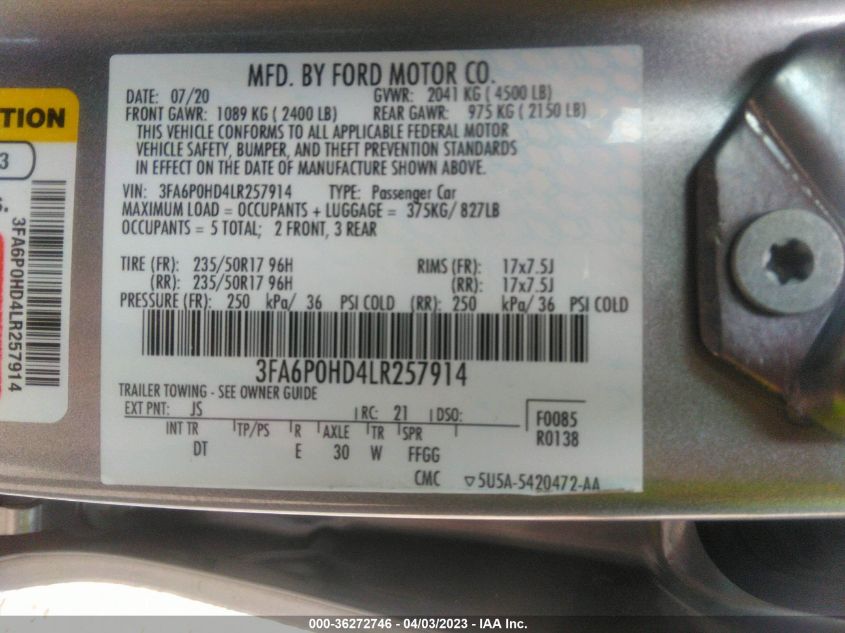 MFD. BY FORD MOTOR CO.
DATE: 07/20 GVWR: 2041 KG ( 4500 LB)
FRONT GAWR: 1089 KG ( 2400 LB) REAR GAWR: 975 KG ( 2150 LB)
THIS VEHICLE CONFORMS TO ALL APPLICABLE FEDERAL MOTOR
VEHICLE SAFETY, BUMPER, AND THEFT PREVENTION STANDARDS
IN EFFECT ON THE DATE OF MANUFACTURE SHOWN ABOVE.
VIN: 3FA6P0HD4LR257914 TYPE: Passenger Car
MAXIMUM LOAD = OCCUPANTS + LUGGAGE = 375KG/ 827LB
OCCUPANTS = 5 TOTAL; 2 FRONT, 3 REAR
TIRE (FR): 235/50R17 96H RIMS (FR): 17x7.5J
(RR): 235/50R17 96H (RR): 17x7.5J
PRESSURE (FR): 250 kPa/ 36 PSI COLD (RR): 250 kPa/ 36 PSI COLD
3FA6P0HD4LR257914
TRAILER TOWING - SEE OWNER GUIDE
EXT PNT: JS RC: 21 DSO: F0085
INT TR TP/PS R AXLE TR SPR R0138
DT E 30 W FFGG
CMC ▽5U5A-5420472-AA
TION
3
S.
3FA6P0HD4LR257914
000-36272746 - 04/03/2023 - IAA Inc.